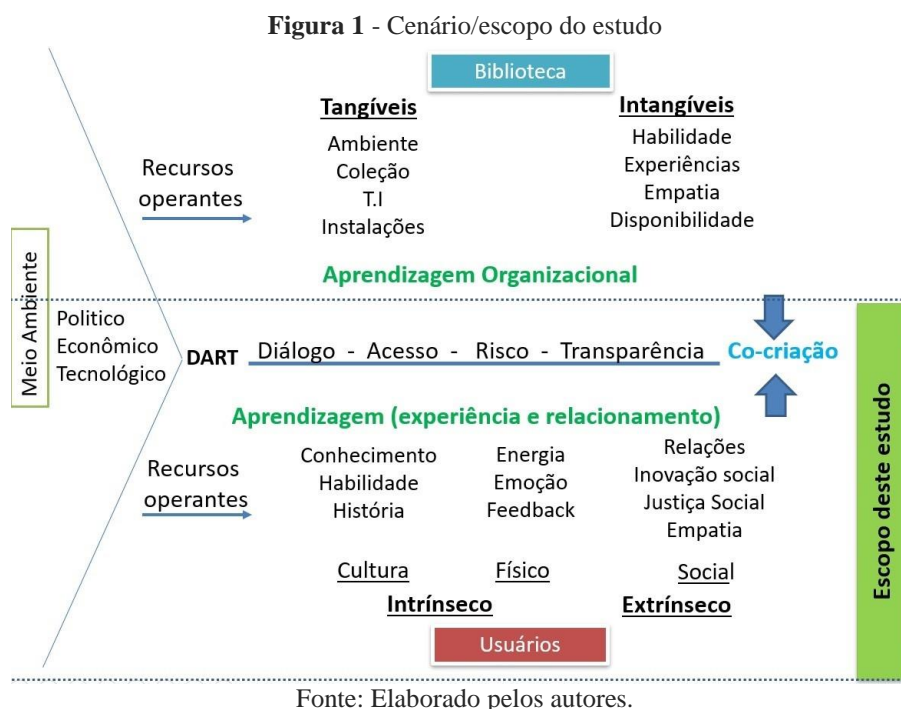 Figura 1 - Cenário/escopo do estudo
Biblioteca
Tangíveis
Ambiente
Coleção
T.I
Instalações
Intangíveis
Habilidade
Experiências
Empatia
Disponibilidade
Recursos
operantes
Aprendizagem Organizacional
Meio Ambiente
Politico
Econômico
Tecnológico
DART
Diálogo - Acesso - Risco - Transparência
Co-criação
Aprendizagem (experiência e relacionamento)
Recursos
operantes
Conhecimento
Habilidade
História
Energia
Emoção
Feedback
Relações
Inovação social
Justiça Social
Empatia
Cultura
Físico
Social
Intrínseco
Extrínseco
Usuários
Escopo deste estudo
Fonte: Elaborado pelos autores.